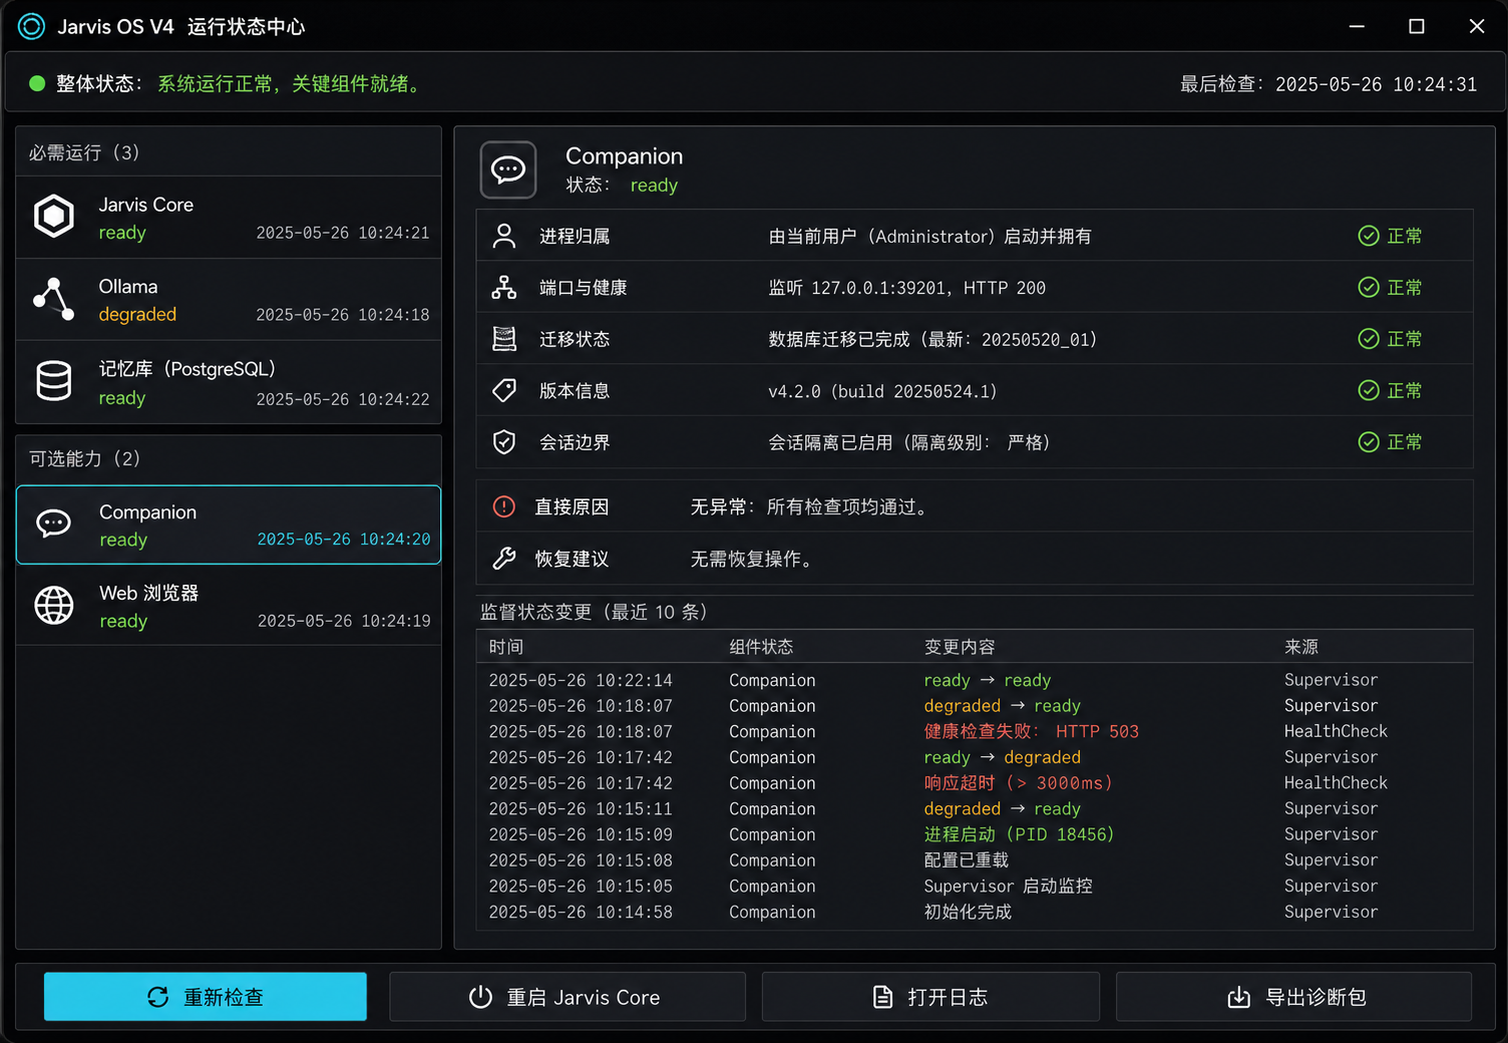 Jarvis OS V4 运行状态中心
整体状态： 系统运行正常，关键组件就绪。 最后检查：2025-05-26 10:24:31
必需运行（3）
Jarvis Core
ready 2025-05-26 10:24:21
Ollama
degraded 2025-05-26 10:24:18
记忆库（PostgreSQL）
ready 2025-05-26 10:24:22
可选能力（2）
Companion
ready 2025-05-26 10:24:20
Web 浏览器
ready 2025-05-26 10:24:19
Companion
状态： ready
进程归属 由当前用户（Administrator）启动并拥有 正常
端口与健康 监听 127.0.0.1:39201，HTTP 200 正常
迁移状态 数据库迁移已完成（最新：20250520_01） 正常
版本信息 v4.2.0（build 20250524.1） 正常
会话边界 会话隔离已启用（隔离级别： 严格） 正常
直接原因 无异常：所有检查项均通过。
恢复建议 无需恢复操作。
监督状态变更（最近 10 条）
时间 组件状态 变更内容 来源
2025-05-26 10:22:14 Companion ready → ready Supervisor
2025-05-26 10:18:07 Companion degraded → ready Supervisor
2025-05-26 10:18:07 Companion 健康检查失败： HTTP 503 HealthCheck
2025-05-26 10:17:42 Companion ready → degraded Supervisor
2025-05-26 10:17:42 Companion 响应超时（> 3000ms） HealthCheck
2025-05-26 10:15:11 Companion degraded → ready Supervisor
2025-05-26 10:15:09 Companion 进程启动（PID 18456） Supervisor
2025-05-26 10:15:08 Companion 配置已重载 Supervisor
2025-05-26 10:15:05 Companion Supervisor 启动监控 Supervisor
2025-05-26 10:14:58 Companion 初始化完成 Supervisor
重新检查 重启 Jarvis Core 打开日志 导出诊断包